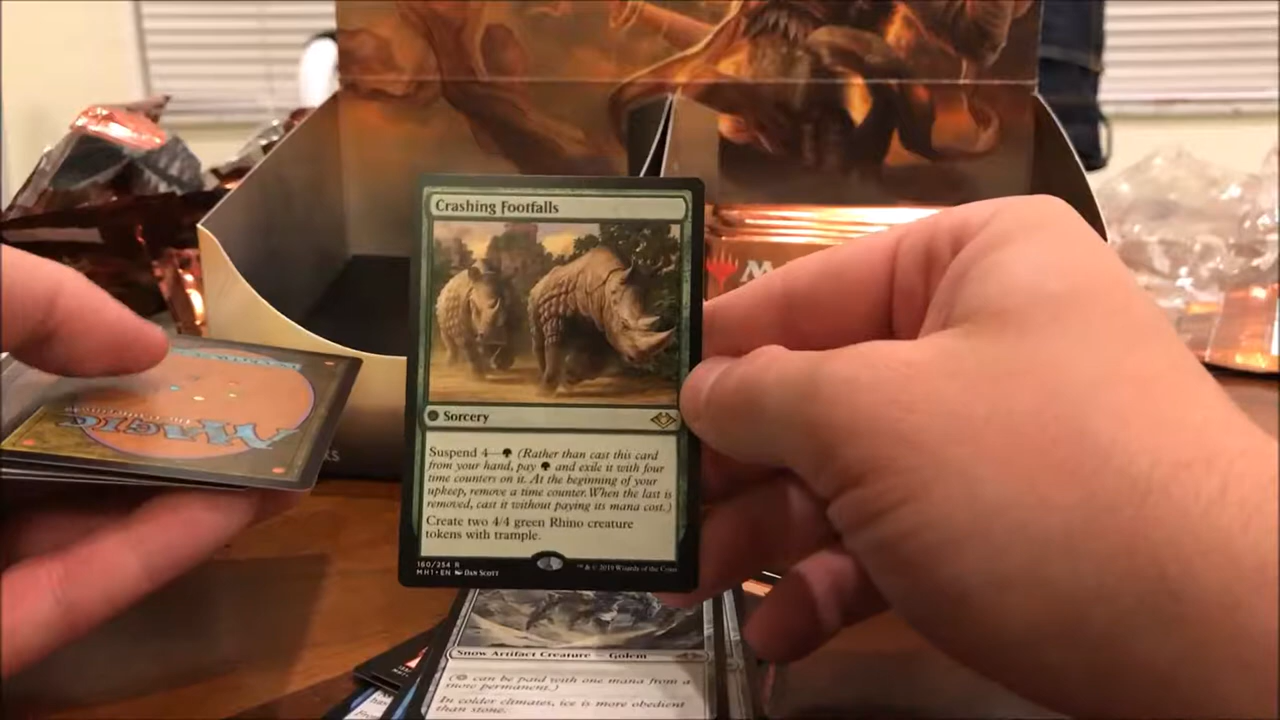 Crashing Footfalls
Sorcery
Suspend 4— (Rather than cast this card
from your hand, pay and exile it with four
time counters on it. At the beginning of your
upkeep, remove a time counter. When the last is
removed, cast it without paying its mana cost.)
Create two 4/4 green Rhino creature
tokens with trample.
160/254 R
MH1 • EN Dan Scott
™ & © 2019 Wizards of the Coast
Magic
Snow Artifact Creature — Golem
( can be paid with one mana from a
snow permanent.)
In colder climates, ice is more obedient
than stone.